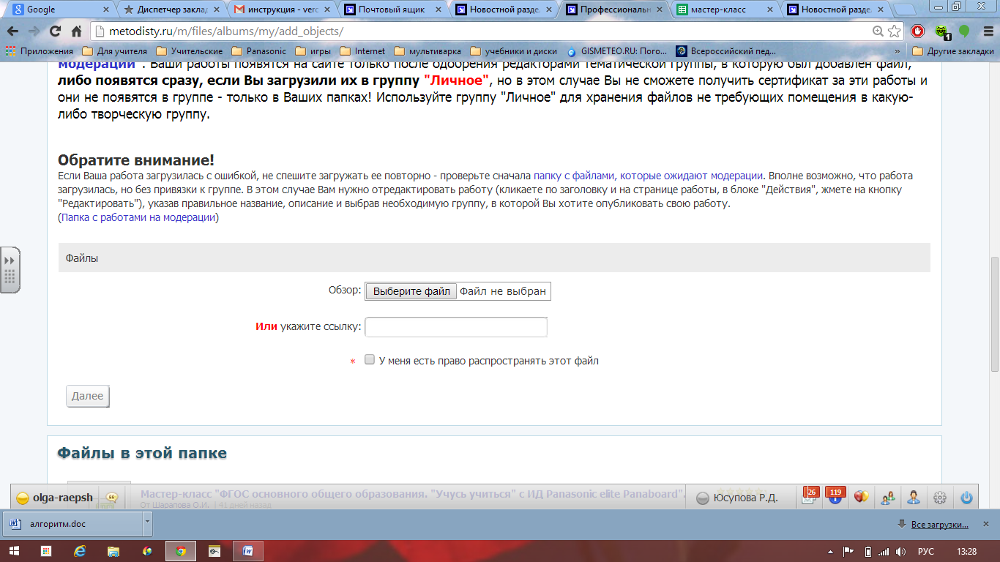 Google
Диспетчер заклад
инструкция - verc
Почтовый ящик
Новостной разде
Профессиональн
мастер-класс
Новостной разде
metodisty.ru/m/files/albums/my/add_objects/
1
Приложения
Для учителя
Учительские
Panasonic
игры
Internet
мультиварка
учебники и диски
GISMETEO.RU: Пого...
Всероссийский пед...
»
Другие закладки
модерации". Ваши работы появятся на сайте только после одобрения редакторами тематической группы, в которую был добавлен файл,
либо появятся сразу, если Вы загрузили их в группу "Личное", но в этом случае Вы не сможете получить сертификат за эти работы и
они не появятся в группе - только в Ваших папках! Используйте группу "Личное" для хранения файлов не требующих помещения в какую-
либо творческую группу.
Обратите внимание!
Если Ваша работа загрузилась с ошибкой, не спешите загружать ее повторно - проверьте сначала папку с файлами, которые ожидают модерации. Вполне возможно, что работа
загрузилась, но без привязки к группе. В этом случае Вам нужно отредактировать работу (кликаете по заголовку и на странице работы, в блоке "Действия", жмете на кнопку
"Редактировать"), указав правильное название, описание и выбрав необходимую группу, в которой Вы хотите опубликовать свою работу.
(Папка с работами на модерации)
Файлы
Обзор: Выберите файл Файл не выбран
Или укажите ссылку:
* У меня есть право распространять этот файл
Далее
Файлы в этой папке
Мастер-класс "ФГОС основного общего образования. "Учусь учиться" с ИД Panasonic elite Panaboard".
От Шарапова О.И. | 41 дней назад
olga-raepsh
Юсупова Р.Д.
26
119
алгоритм.doc
Все загрузки...
РУС
13:28